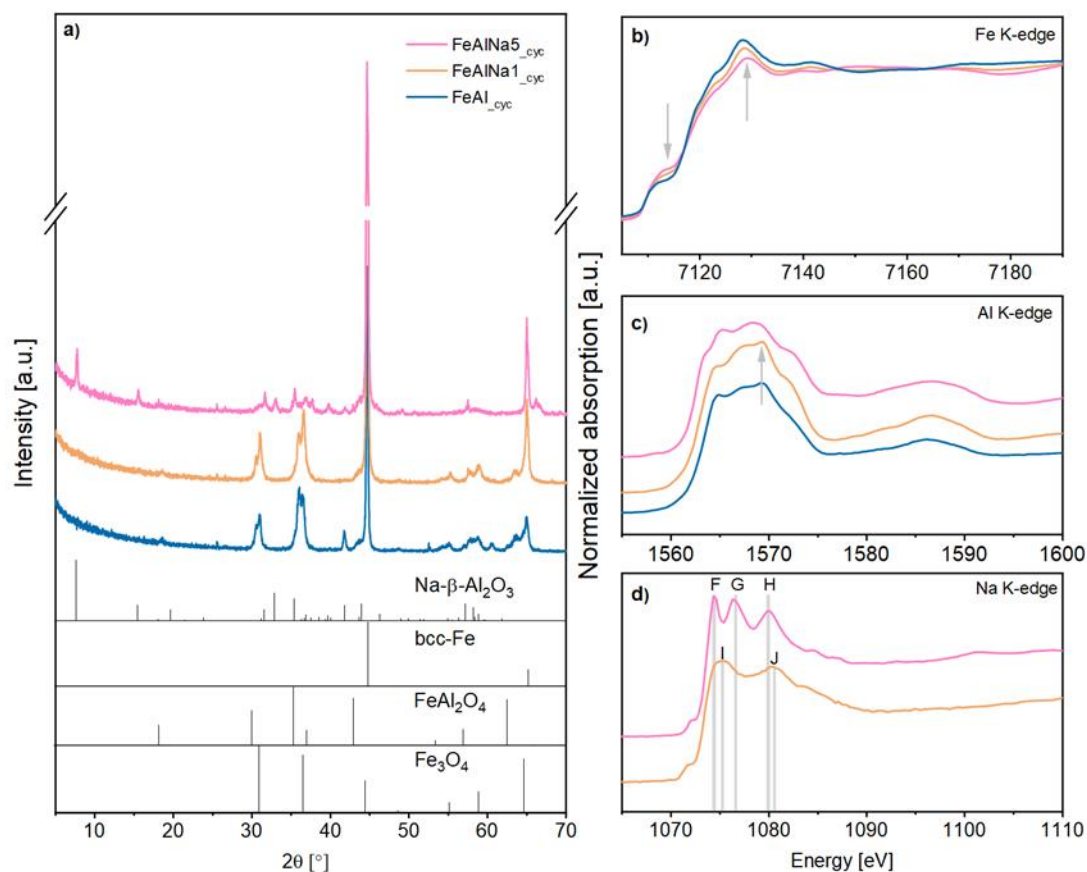 a)
FeAlNa5_cyc
FeAlNa1_cyc
FeAl_cyc
Intensity [a.u.]
Na-β-Al₂O₃
bcc-Fe
FeAl₂O₄
Fe₃O₄
10 20 30 40 50 60 70
2θ [°]
Normalized absorption [a.u.]
b) Fe K-edge
7120 7140 7160 7180
c) Al K-edge
1560 1570 1580 1590 1600
d) Na K-edge
F G H
I J
1070 1080 1090 1100 1110
Energy [eV]